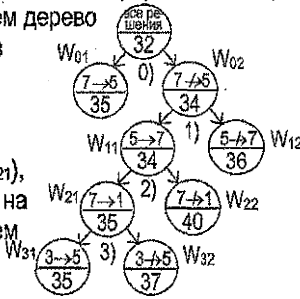 ем дерево
все ре-
шения
32
з
W₀₁ W₀₂
7→5 0) 7↛5
35 34
W₁₁ 1) W₁₂
5→7 5↛7
34 36
₂₁),
W₂₁ 2) W₂₂
7→1 7↛1
на 35 40
ем
W₃₁ 3) W₃₂
3→5 3↛5
35 37